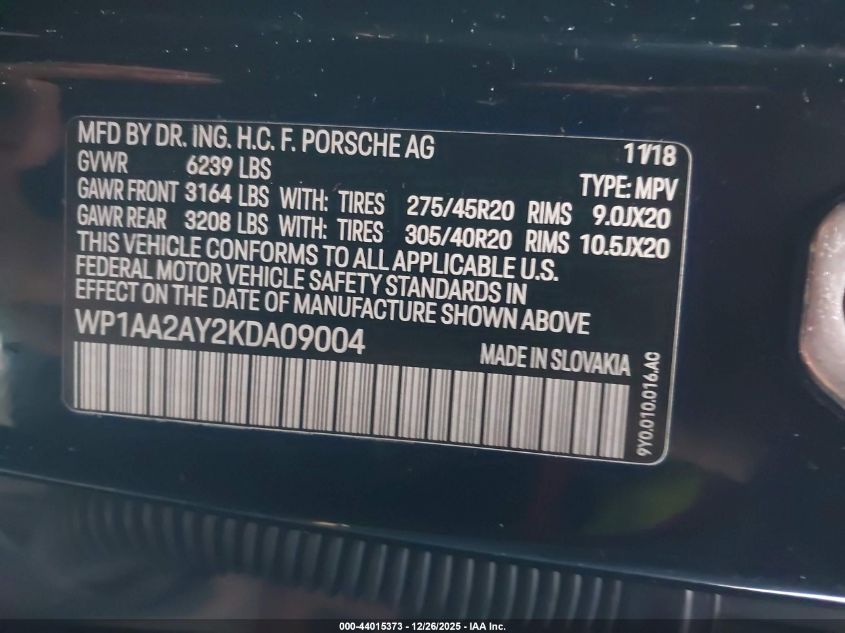 MFD BY DR. ING. H.C. F. PORSCHE AG 11/18
GVWR 6239 LBS TYPE: MPV
GAWR FRONT 3164 LBS WITH: TIRES 275/45R20 RIMS 9.0JX20
GAWR REAR 3208 LBS WITH: TIRES 305/40R20 RIMS 10.5JX20
THIS VEHICLE CONFORMS TO ALL APPLICABLE U.S.
FEDERAL MOTOR VEHICLE SAFETY STANDARDS IN
EFFECT ON THE DATE OF MANUFACTURE SHOWN ABOVE
WP1AA2AY2KDA09004
MADE IN SLOVAKIA
9Y0.010.016.AC
000-44015373 - 12/26/2025 - IAA Inc.